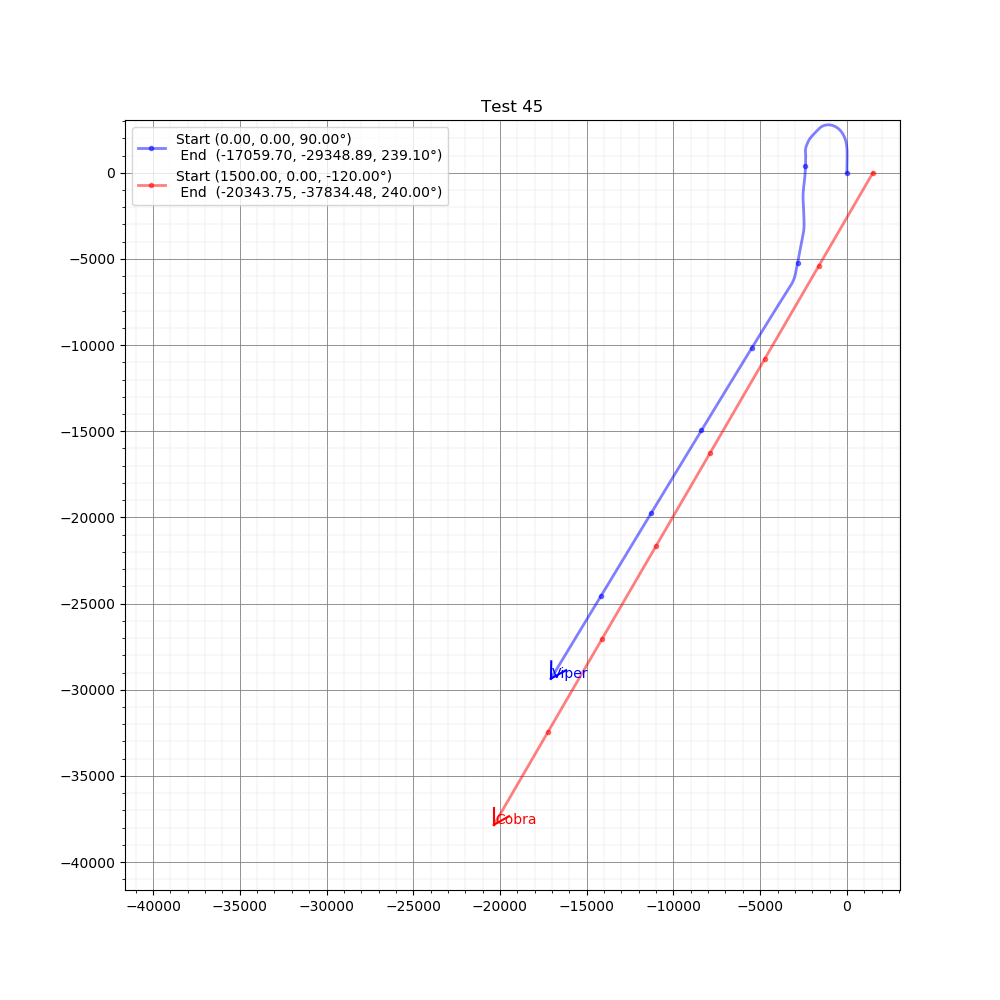 Test 45
Start (0.00, 0.00, 90.00°)
End (-17059.70, -29348.89, 239.10°)
Start (1500.00, 0.00, -120.00°)
End (-20343.75, -37834.48, 240.00°)
0
−5000
−10000
−15000
−20000
−25000
−30000
−35000
−40000
Viper
Cobra
−40000 −35000 −30000 −25000 −20000 −15000 −10000 −5000 0